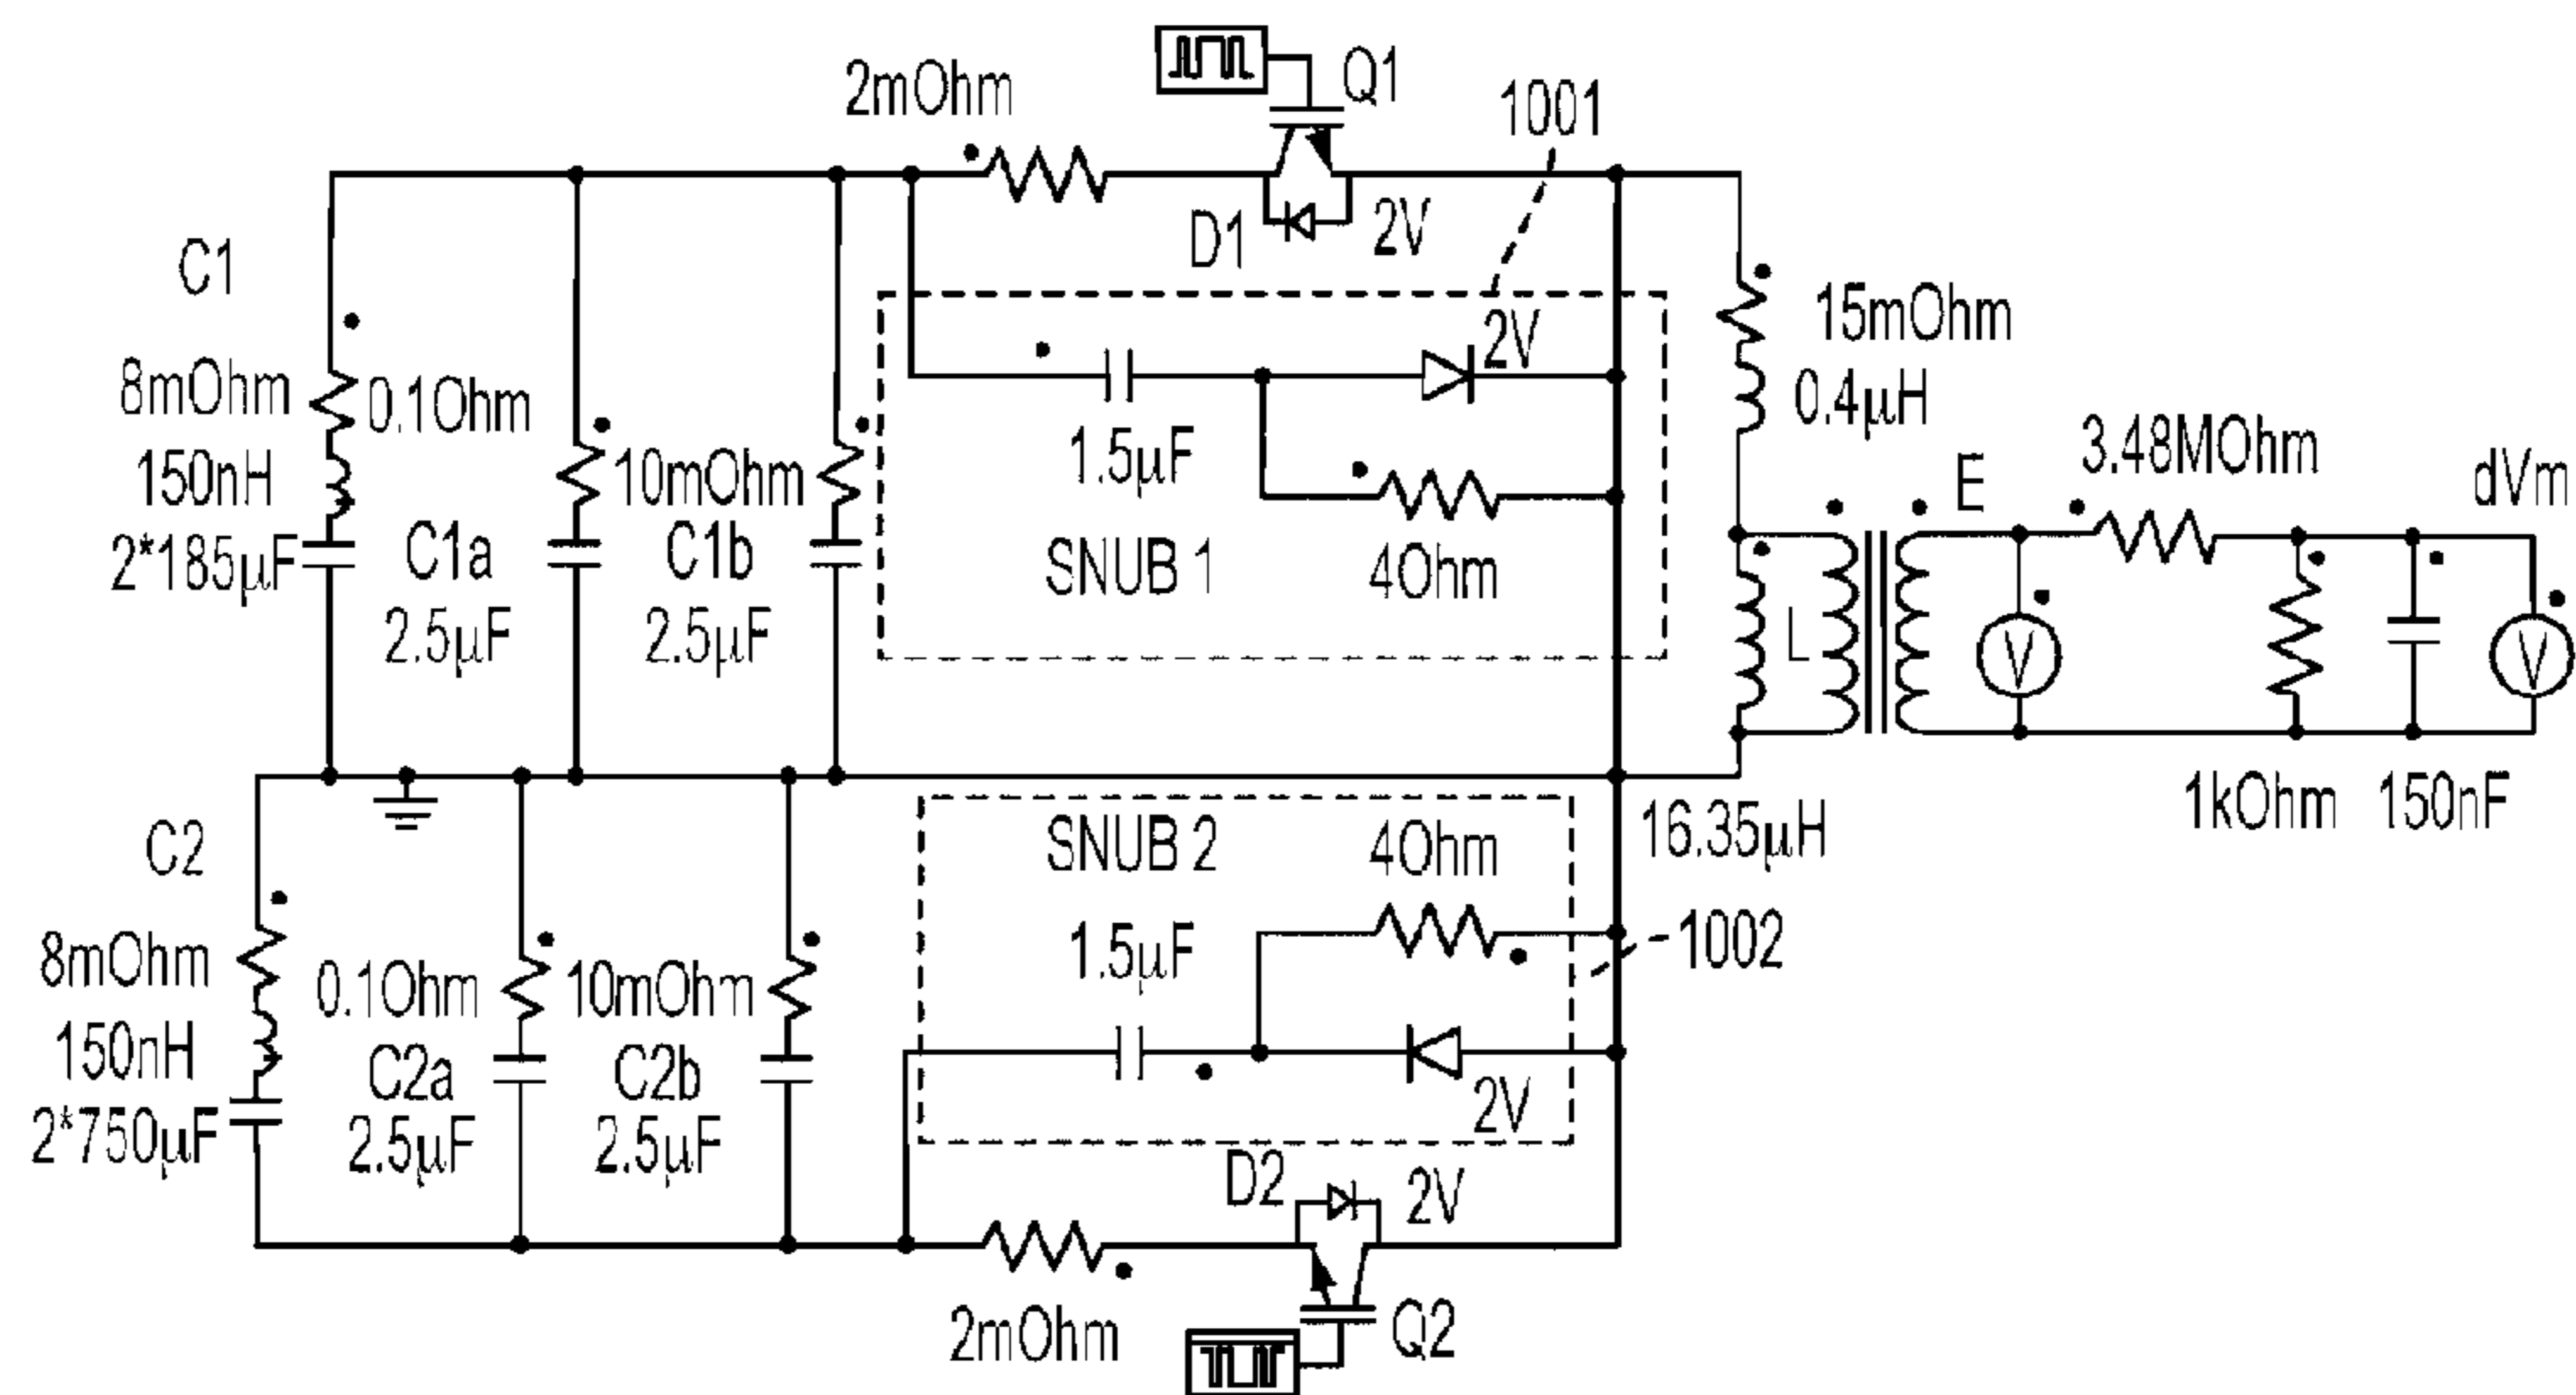 2mOhm
Q1
1001
D1
2V
C1
8mOhm
0.1Ohm
150nH
2*185μF
C1a
2.5μF
10mOhm
C1b
2.5μF
2V
1.5μF
SNUB 1
4Ohm
15mOhm
0.4μH
L
E
3.48MOhm
dVm
V
V
1kOhm
150nF
16.35μH
C2
8mOhm
0.1Ohm
150nH
2*750μF
C2a
2.5μF
10mOhm
C2b
2.5μF
SNUB 2
4Ohm
1.5μF
1002
2V
D2
2V
2mOhm
Q2